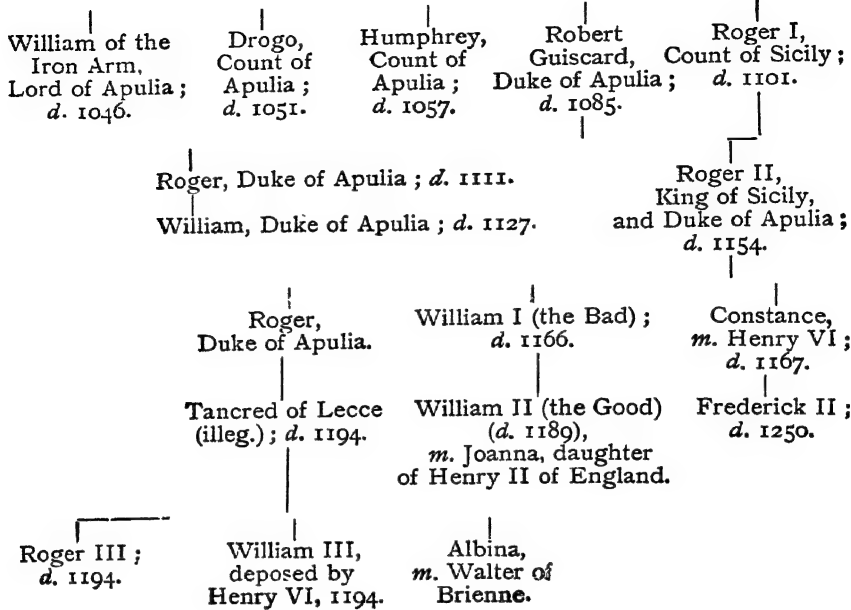 William of the
Iron Arm,
Lord of Apulia ;
d. 1046.
Drogo,
Count of
Apulia ;
d. 1051.
Humphrey,
Count of
Apulia ;
d. 1057.
Robert
Guiscard,
Duke of Apulia ;
d. 1085.
Roger I,
Count of Sicily ;
d. 1101.
Roger, Duke of Apulia ; d. 1111.
William, Duke of Apulia ; d. 1127.
Roger II,
King of Sicily,
and Duke of Apulia ;
d. 1154.
Roger,
Duke of Apulia.
William I (the Bad) ;
d. 1166.
Constance,
m. Henry VI ;
d. 1167.
Tancred of Lecce
(illeg.) ; d. 1194.
William II (the Good)
(d. 1189),
m. Joanna, daughter
of Henry II of England.
Frederick II ;
d. 1250.
Roger III ;
d. 1194.
William III,
deposed by
Henry VI, 1194.
Albina,
m. Walter of
Brienne.